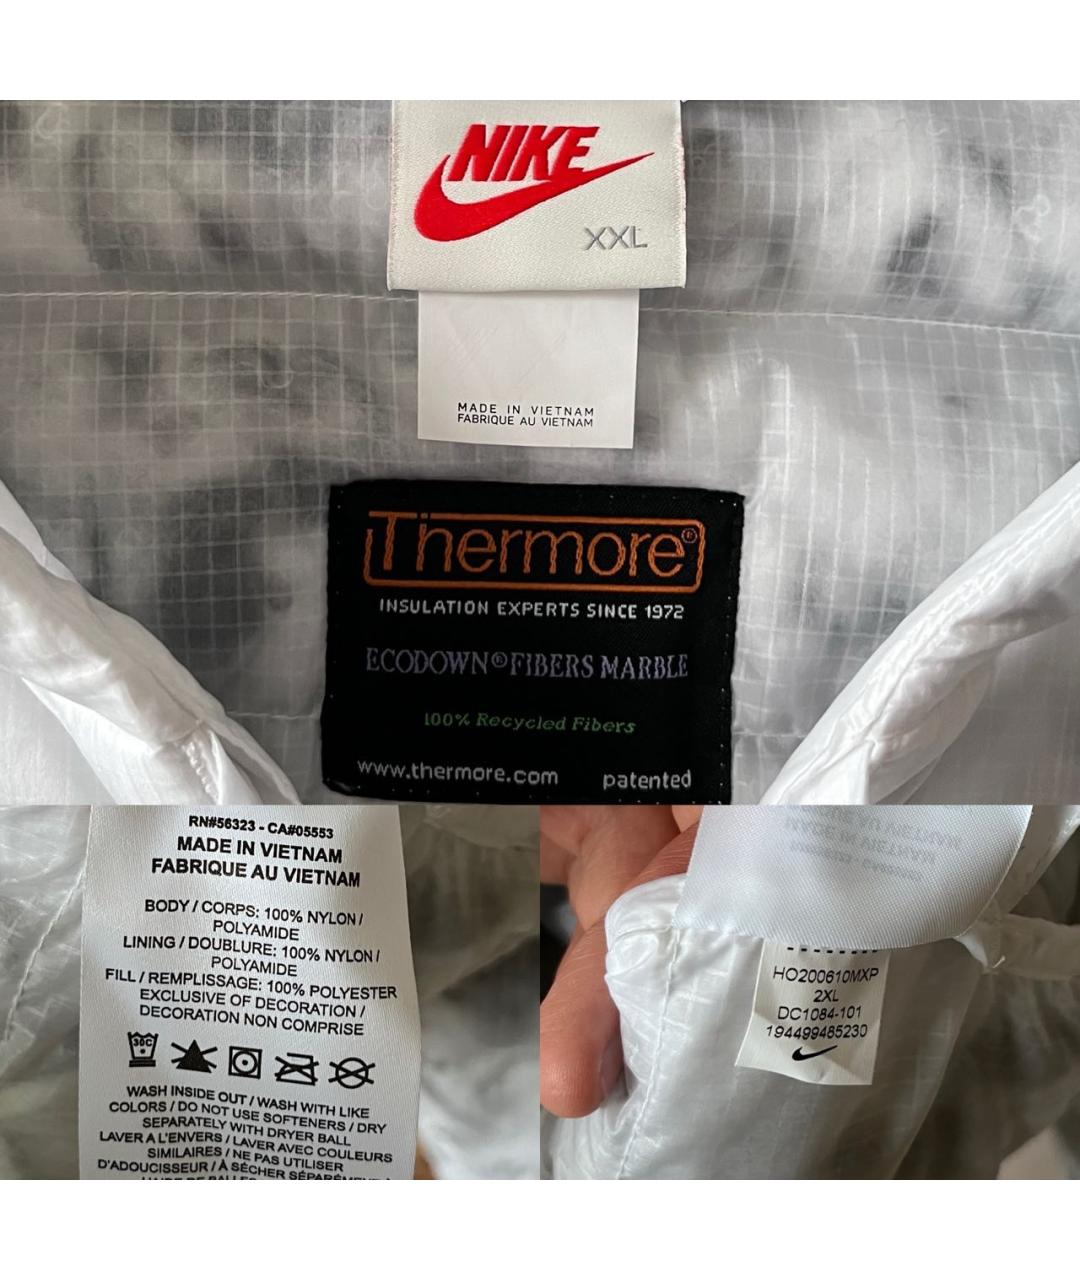 NIKE
XXL
MADE IN VIETNAM
FABRIQUE AU VIETNAM
Thermore®
INSULATION EXPERTS SINCE 1972
ECODOWN® FIBERS MARBLE
100% Recycled Fibers
www.thermore.com patented
RN#56323 - CA#05553
MADE IN VIETNAM
FABRIQUE AU VIETNAM
BODY / CORPS: 100% NYLON /
POLYAMIDE
LINING / DOUBLURE: 100% NYLON /
POLYAMIDE
FILL / REMPLISSAGE: 100% POLYESTER
EXCLUSIVE OF DECORATION /
DECORATION NON COMPRISE
30C
WASH INSIDE OUT / WASH WITH LIKE
COLORS / DO NOT USE SOFTENERS / DRY
SEPARATELY WITH DRYER BALL
LAVER A L'ENVERS / LAVER AVEC COULEURS
SIMILAIRES / NE PAS UTILISER
D'ADOUCISSEUR / À SÉCHER SÉPARÉMENT
HO200610MXP
2XL
DC1084-101
194499485230